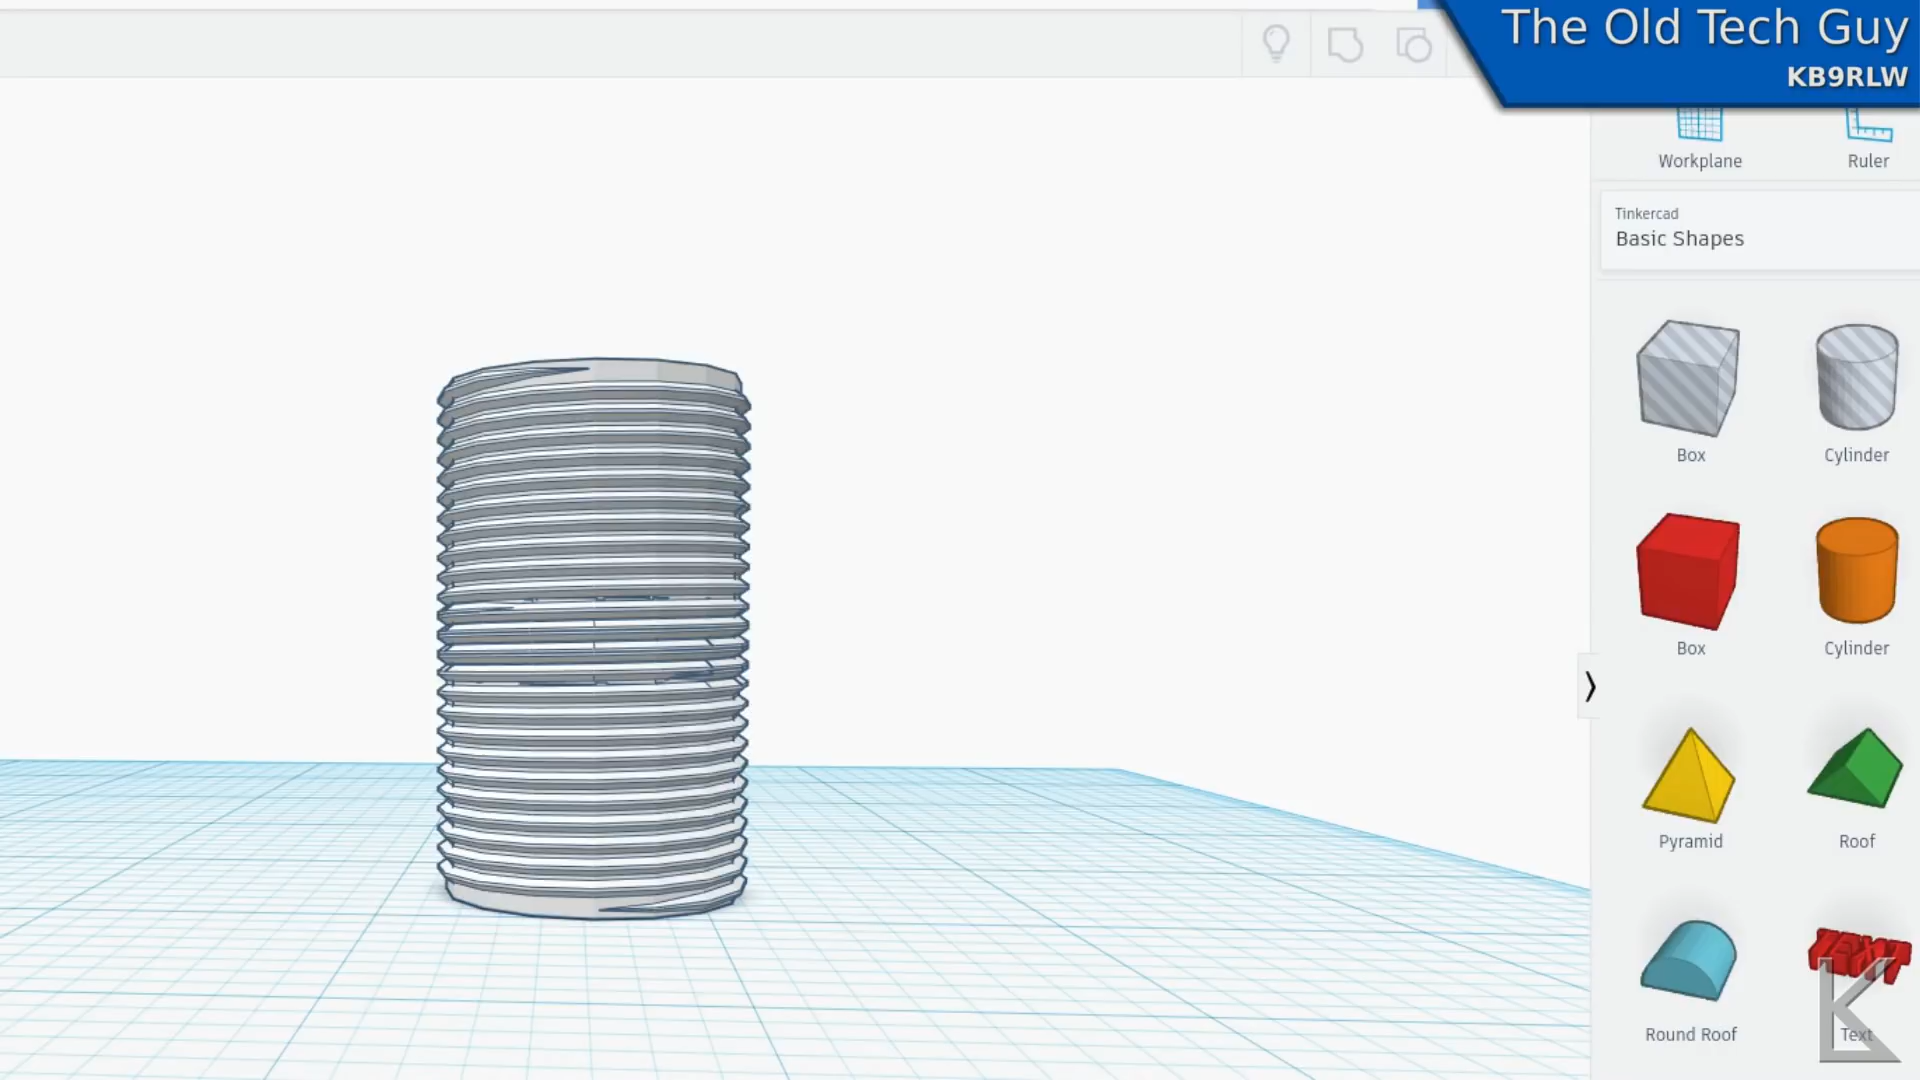 The Old Tech Guy
KB9RLW
Workplane
Ruler
Tinkercad
Basic Shapes
Box
Cylinder
Box
Cylinder
Pyramid
Roof
TEXT
Round Roof
Text
K